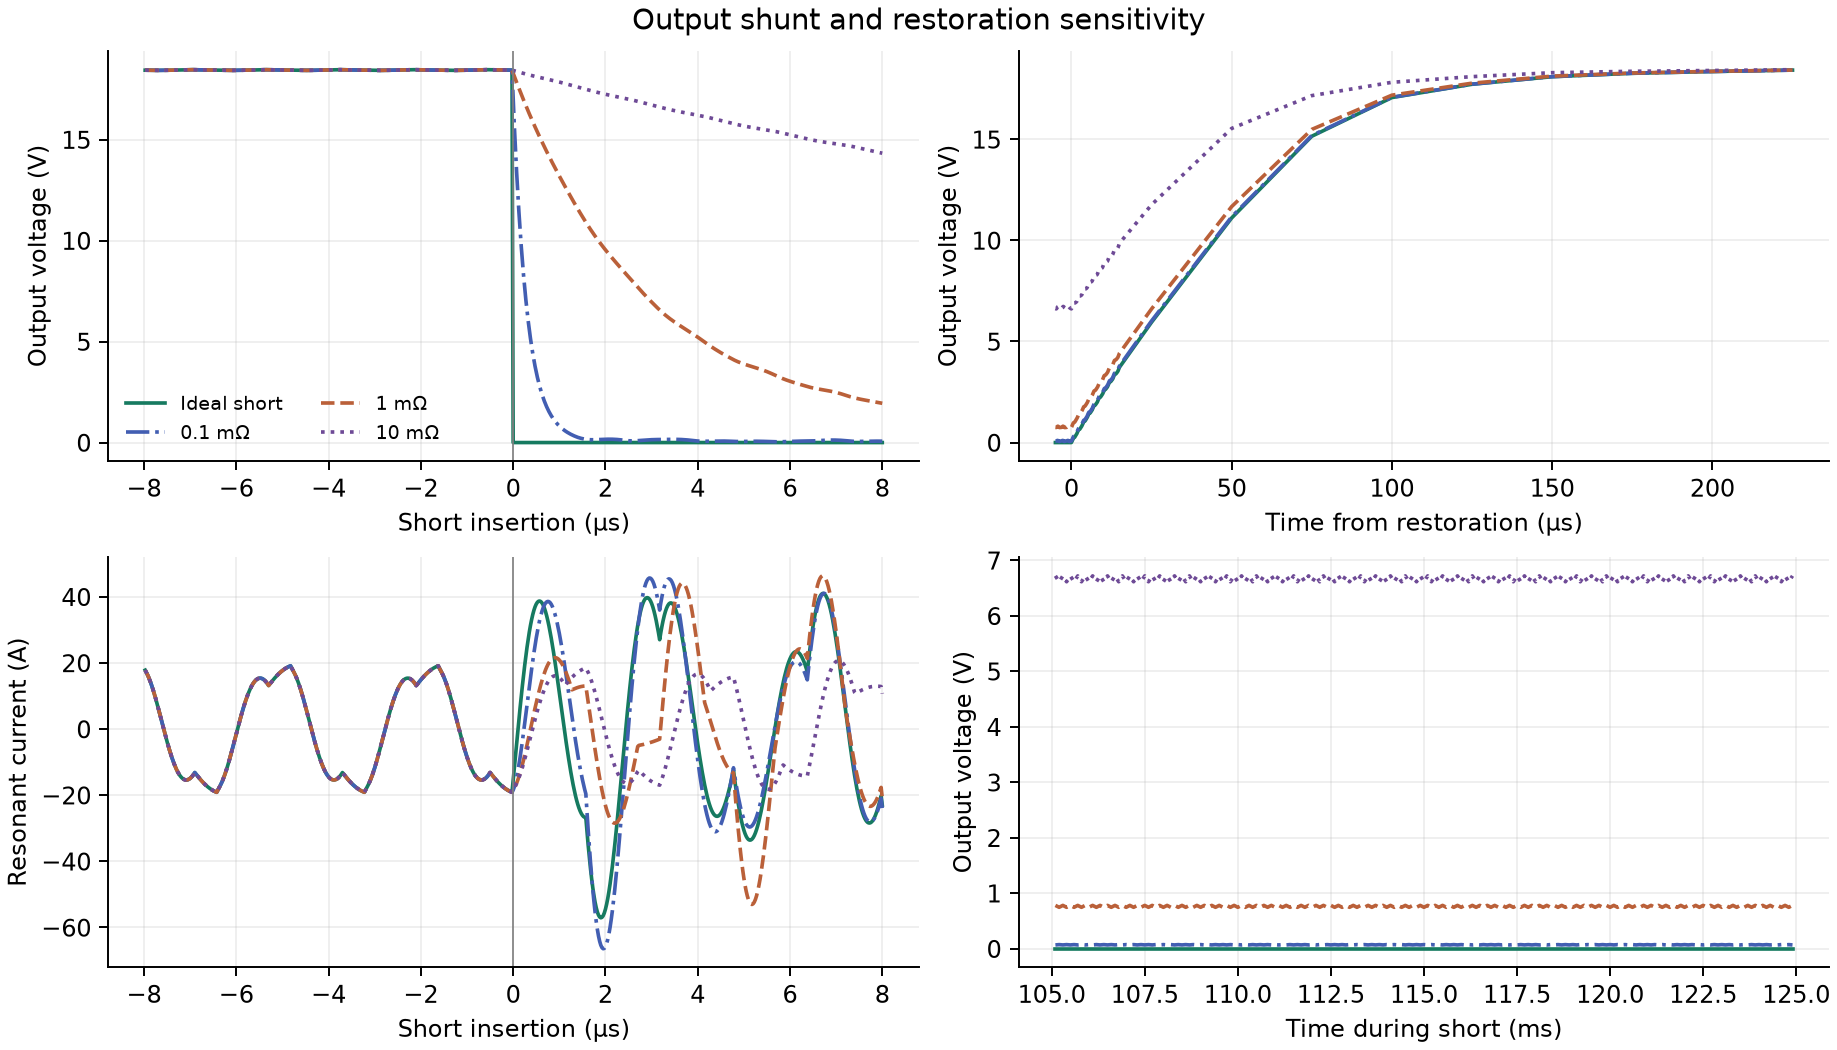 Output shunt and restoration sensitivity
Output voltage (V)
15
10
5
0
Ideal short
0.1 mΩ
1 mΩ
10 mΩ
−8 −6 −4 −2 0 2 4 6 8
Short insertion (µs)
Output voltage (V)
15
10
5
0
0 50 100 150 200
Time from restoration (µs)
Resonant current (A)
40
20
0
−20
−40
−60
−8 −6 −4 −2 0 2 4 6 8
Short insertion (µs)
Output voltage (V)
7
6
5
4
3
2
1
0
105.0 107.5 110.0 112.5 115.0 117.5 120.0 122.5 125.0
Time during short (ms)